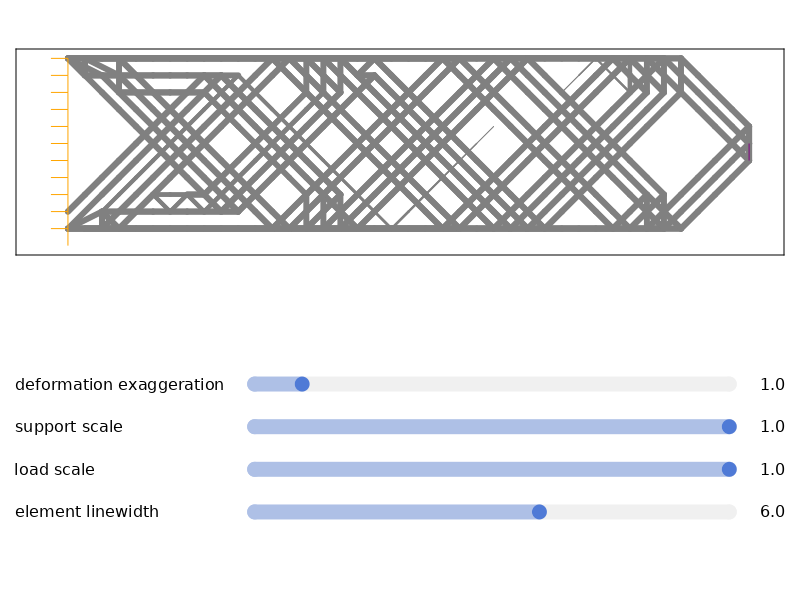 deformation exaggeration 1.0
support scale 1.0
load scale 1.0
element linewidth 6.0